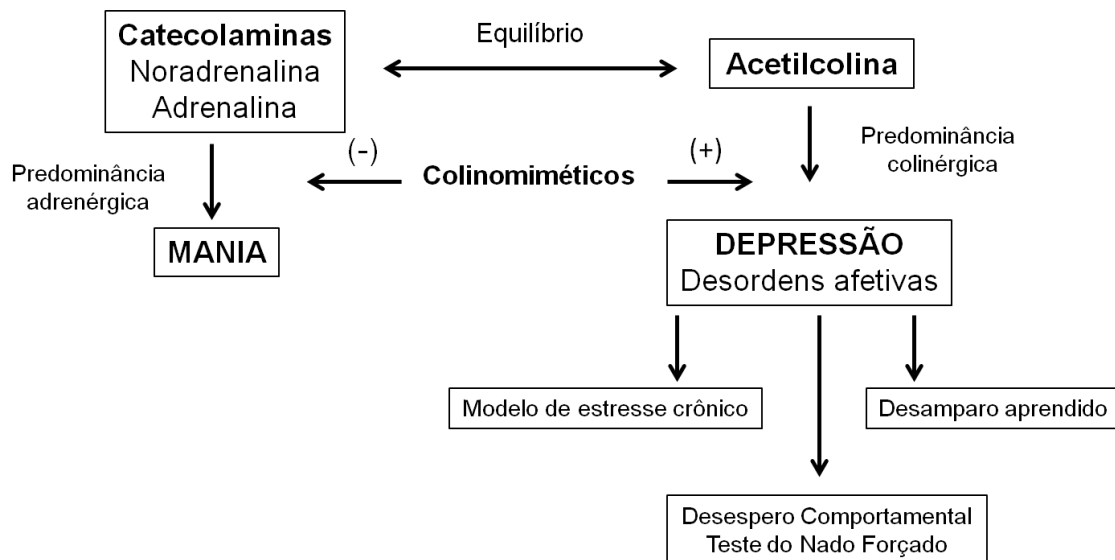 Catecolaminas
Noradrenalina
Adrenalina
Equilíbrio
Acetilcolina
Predominância
adrenérgica
(-)
Colinomiméticos
(+)
Predominância
colinérgica
MANIA
DEPRESSÃO
Desordens afetivas
Modelo de estresse crônico
Desamparo aprendido
Desespero Comportamental
Teste do Nado Forçado